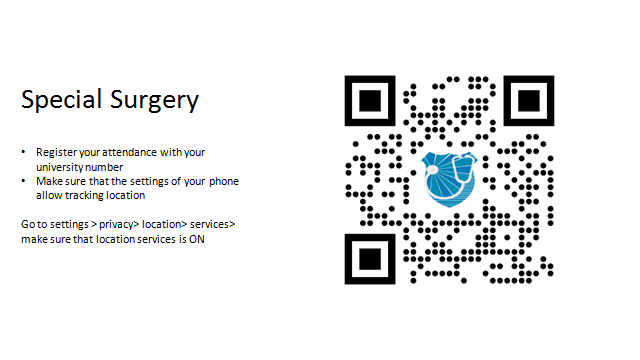 Special Surgery
• Register your attendance with your
university number
• Make sure that the settings of your phone
allow tracking location
Go to settings > privacy> location> services>
make sure that location services is ON